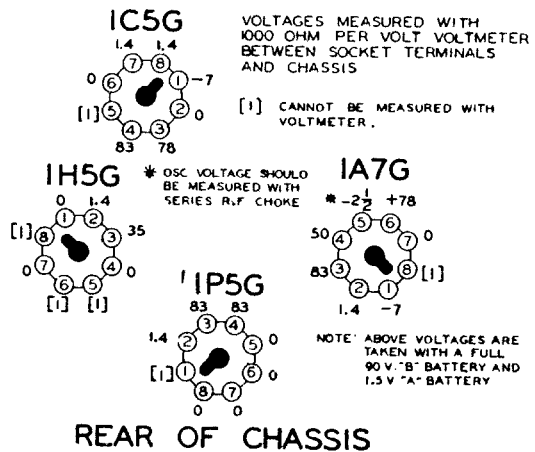 1C5G
VOLTAGES MEASURED WITH
1000 OHM PER VOLT VOLTMETER
BETWEEN SOCKET TERMINALS
AND CHASSIS
[1] CANNOT BE MEASURED WITH
VOLTMETER.
1.4 1.4
7 8
0 6 1 -7
[1] 5 2 0
4 3
83 78
1H5G
* OSC VOLTAGE SHOULD
BE MEASURED WITH
SERIES R.F CHOKE
0 1.4
1 2
[1] 8 3 35
0 7 4 0
6 5
[1] [1]
1A7G
* -2 1/2 +78
5 6
50 4 7 0
83 3 8 [1]
2 1
1.4 -7
1P5G
83 83
3 4
1.4 2 5 0
[1] 1 6 0
8 7
0 0
NOTE' ABOVE VOLTAGES ARE
TAKEN WITH A FULL
90 V. "B" BATTERY AND
1.5 V "A" BATTERY
REAR OF CHASSIS